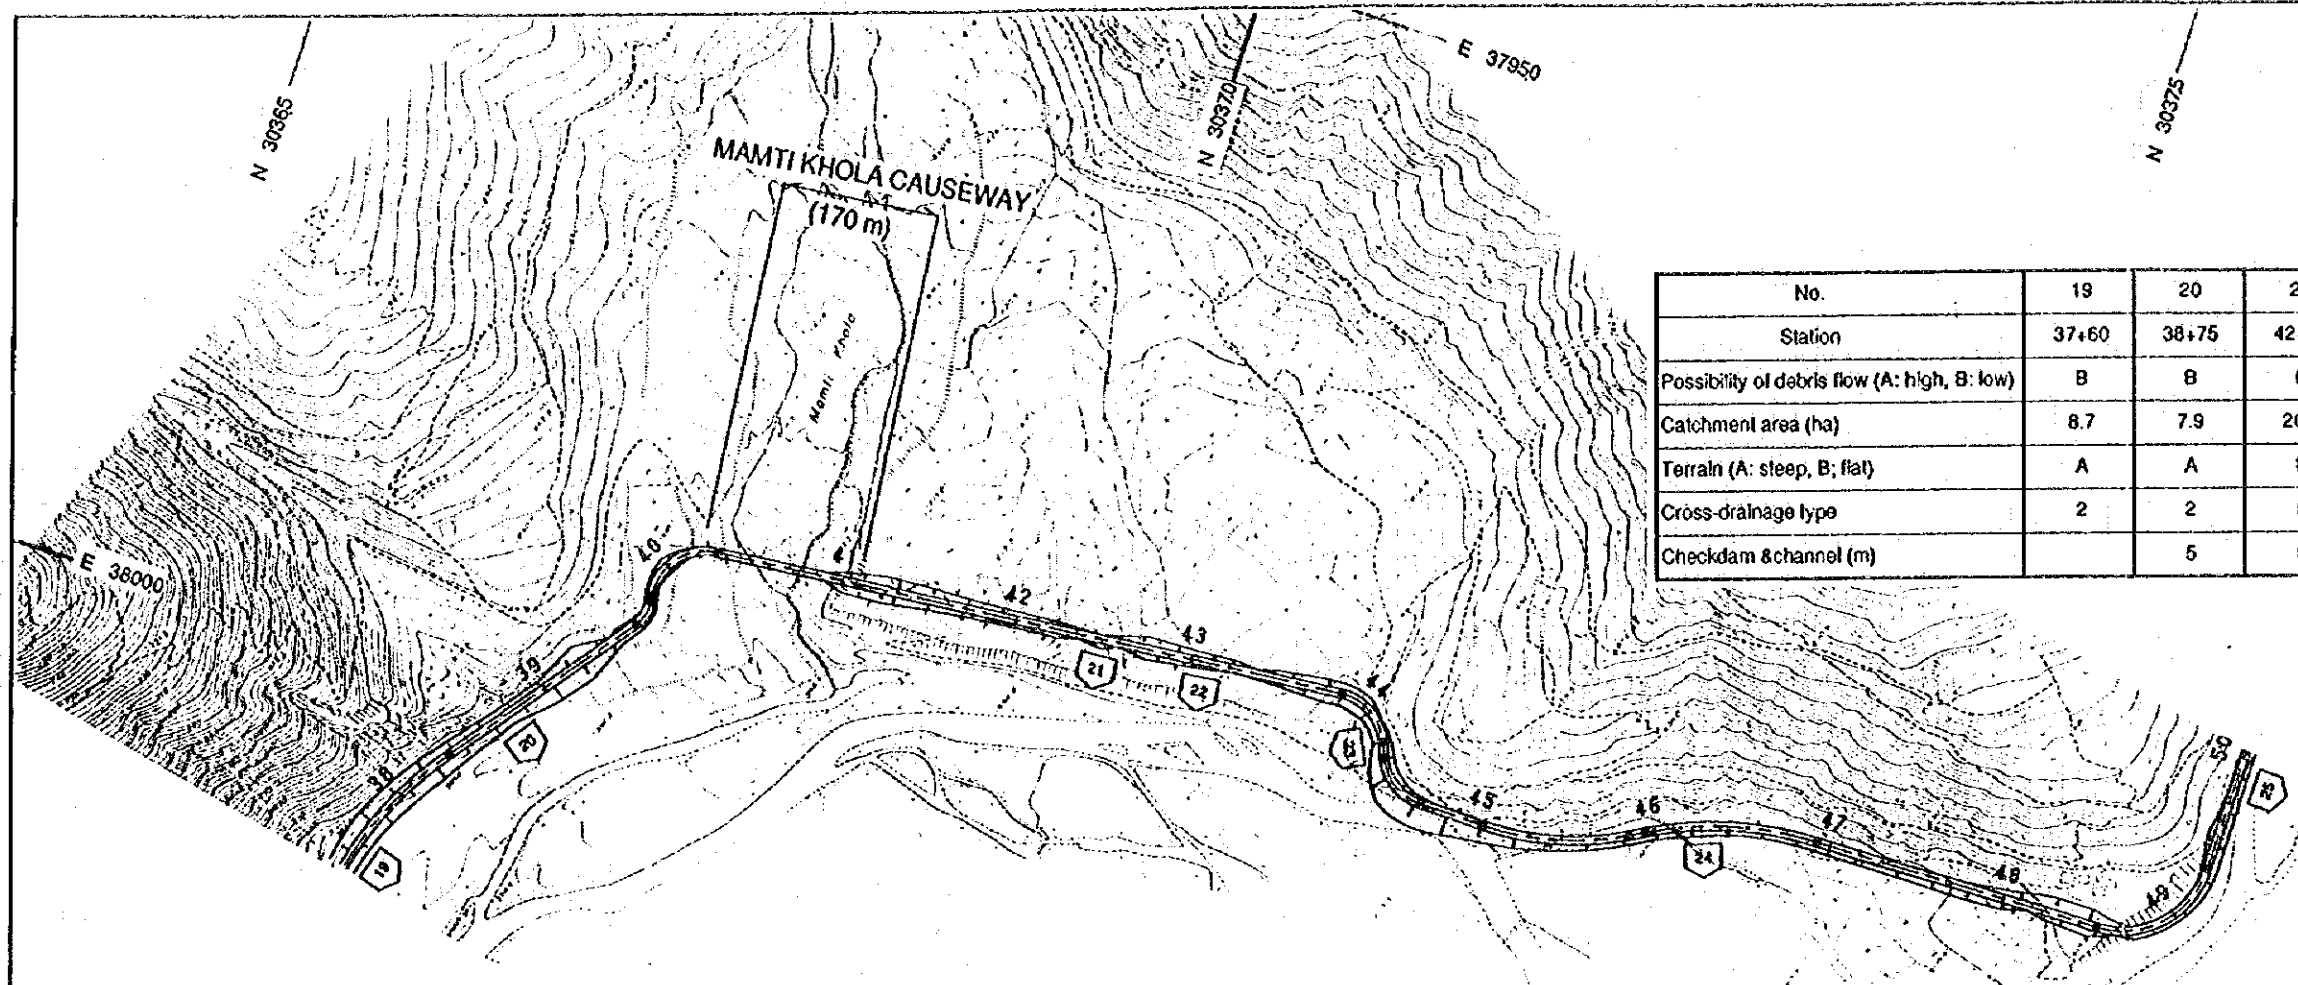 E 37950
N 30365
N 30370
N 30375
MAMTI KHOLA CAUSEWAY
(170 m)
Mamti Khola
E 38000
No. 19 20
Station 37+60 38+75 42
Possibility of debris flow (A: high, B: low) B B
Catchment area (ha) 8.7 7.9
Terrain (A: steep, B; flat) A A
Cross-drainage type 2 2
Checkdam &channel (m) 5
38
39
40
42
43
44
45
46
47
48
49
50
19
20
21
22
24
25